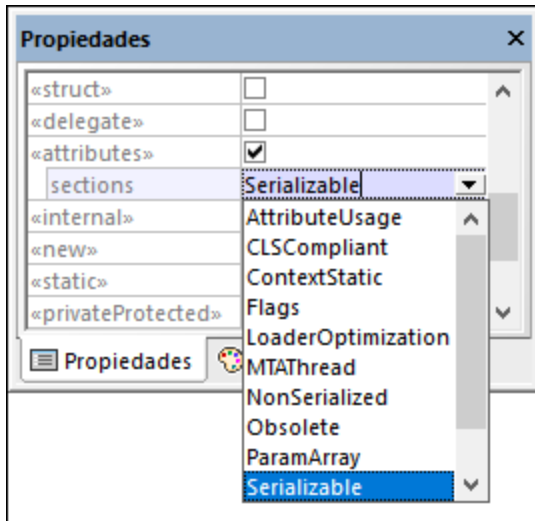 Propiedades
«struct»
«delegate»
«attributes»
sections Serializable
«internal»
«new»
«static»
«privateProtected»
AttributeUsage
CLSCompliant
ContextStatic
Flags
LoaderOptimization
MTAThread
NonSerialized
Obsolete
ParamArray
Serializable
Propiedades